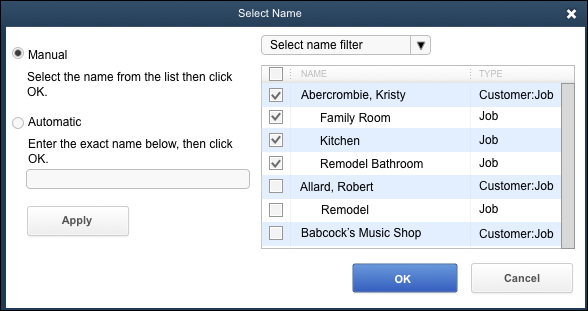 Select Name
Manual
Select the name from the list then click
OK.
Automatic
Enter the exact name below, then click
OK.
Apply
Select name filter
NAME TYPE
Abercrombie, Kristy Customer:Job
Family Room Job
Kitchen Job
Remodel Bathroom Job
Allard, Robert Customer:Job
Remodel Job
Babcock's Music Shop Customer:Job
OK Cancel